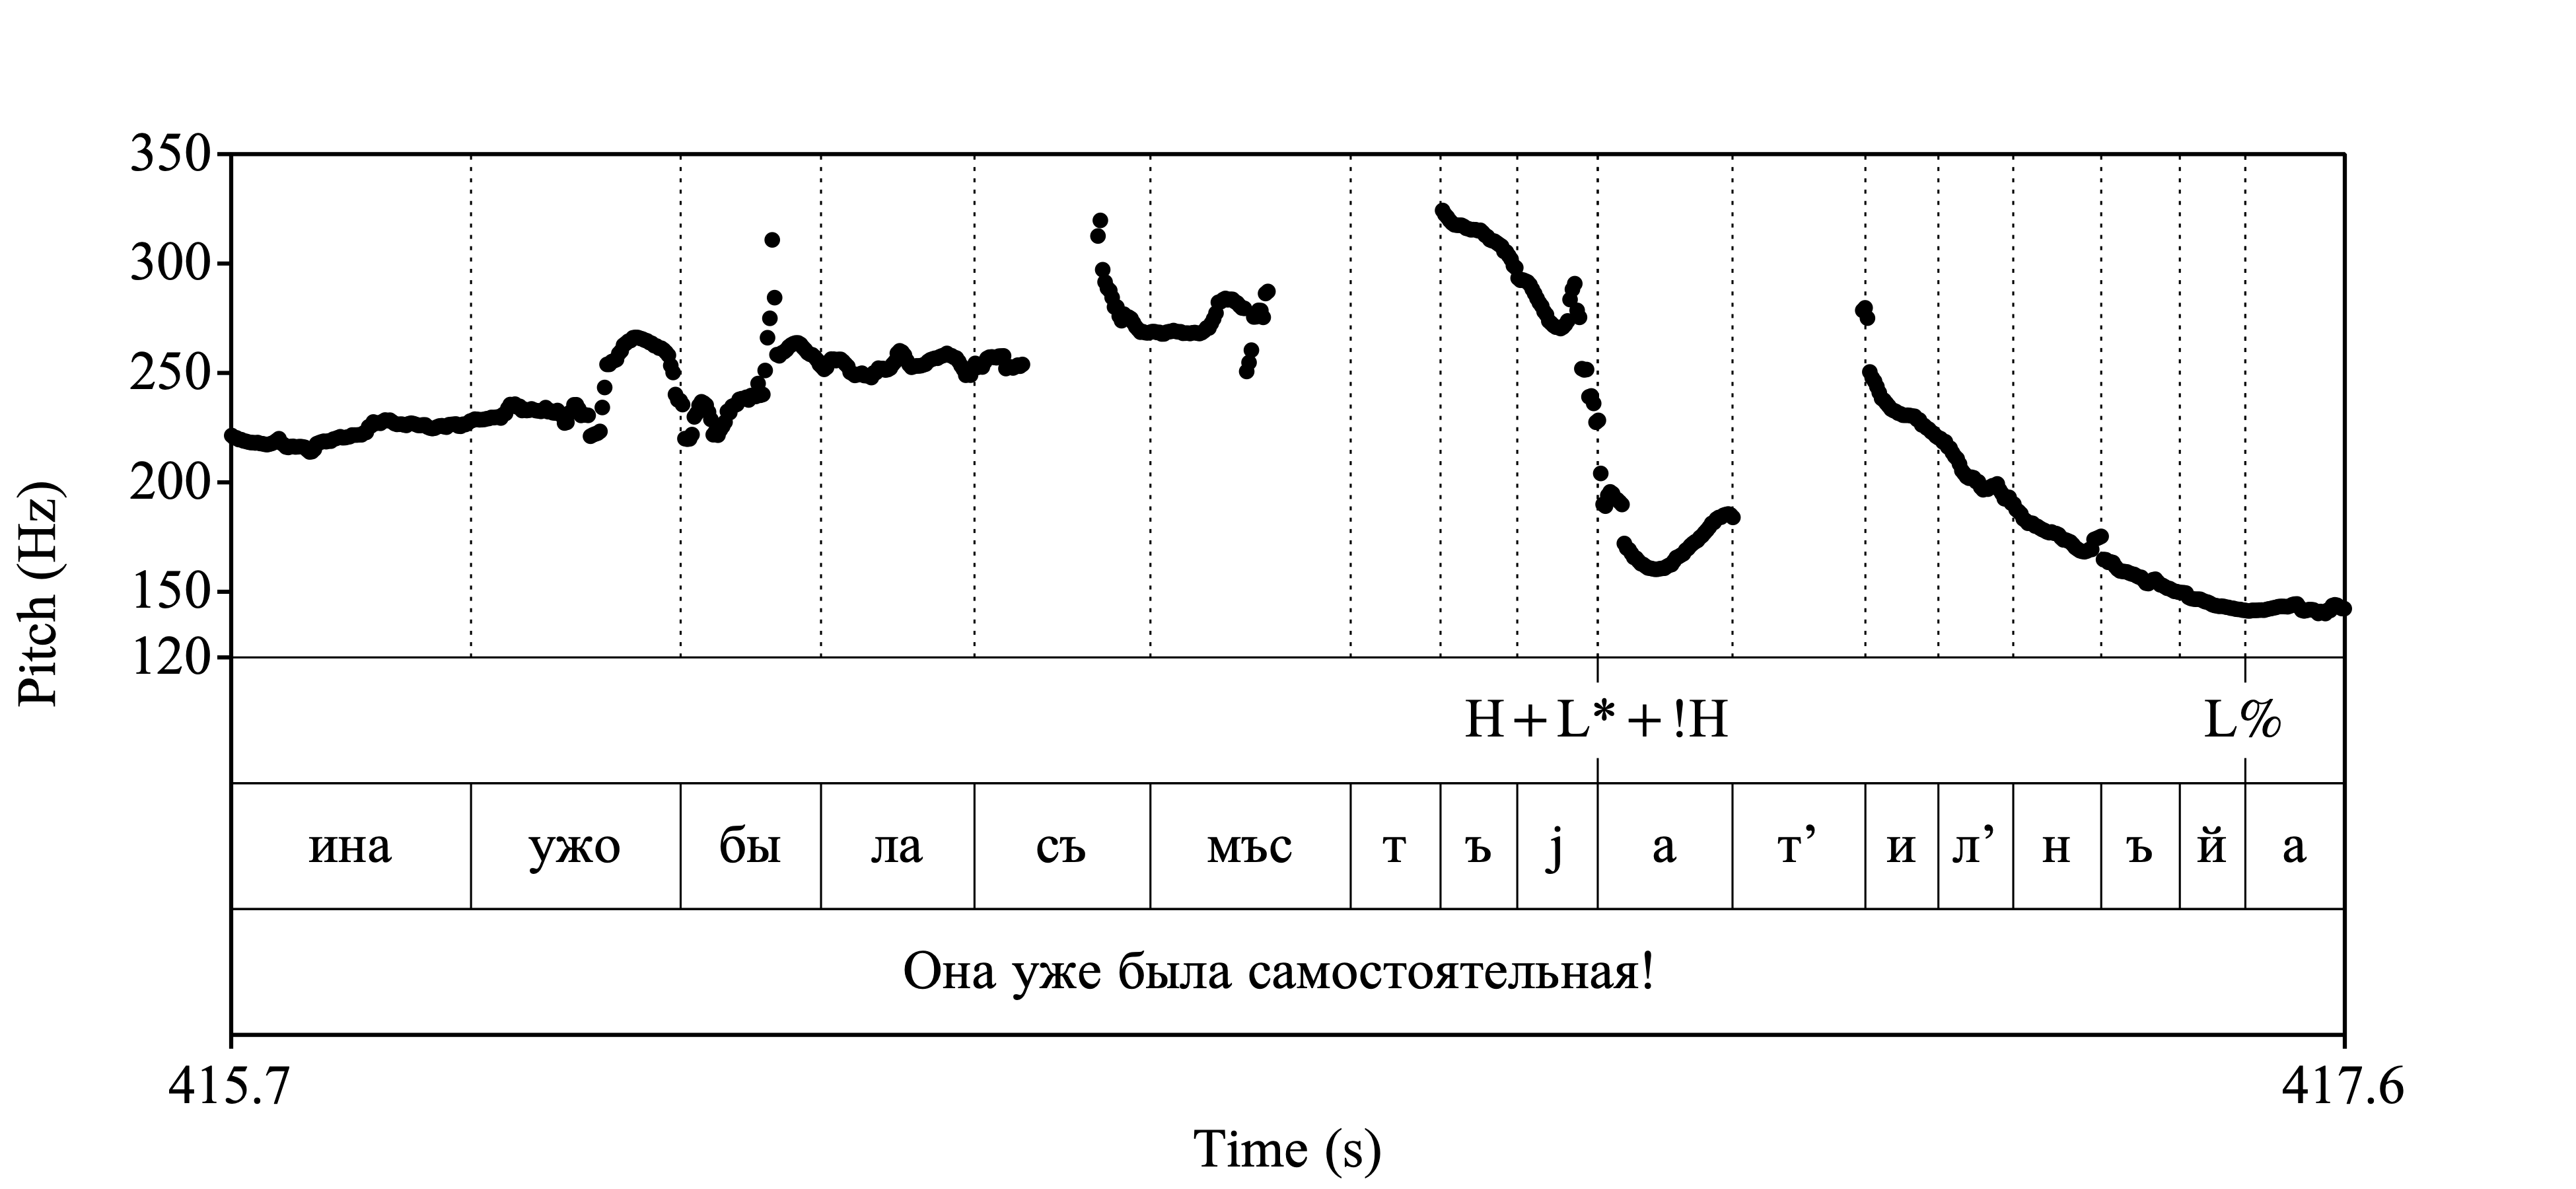 350
300
250
200
150
120
Pitch (Hz)
H+L*+!H L%
ина ужо бы ла съ мъс т ъ j а т’ и л’ н ъ й а
Она уже была самостоятельная!
415.7 417.6
Time (s)